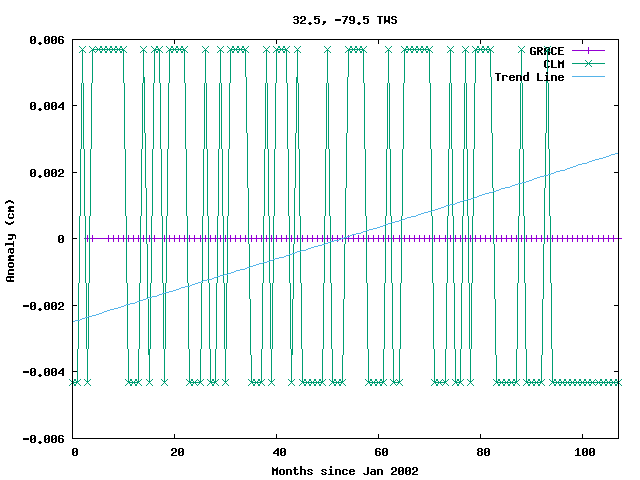 32.5, -79.5 TWS
0.006
0.004
0.002
0
-0.002
-0.004
-0.006
Anomaly (cm)
GRACE
CLM
Trend Line
0 20 40 60 80 100
Months since Jan 2002